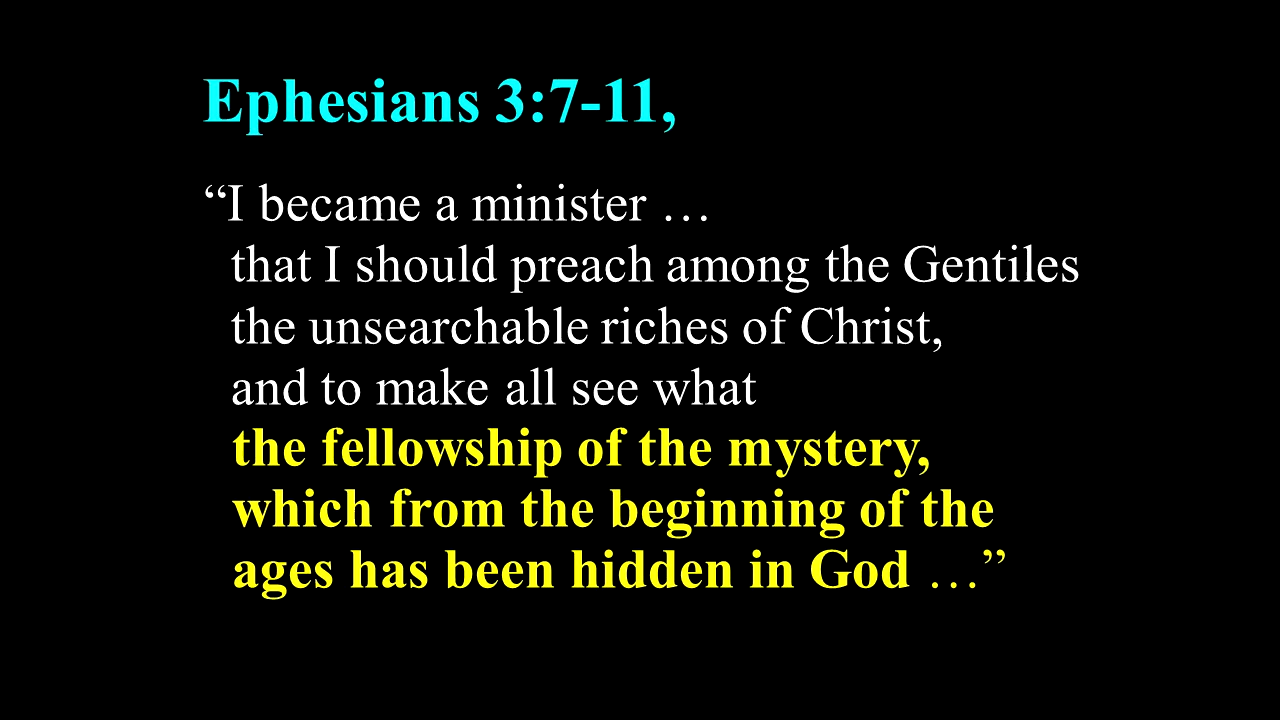 Ephesians 3:7-11,
“I became a minister …
that I should preach among the Gentiles
the unsearchable riches of Christ,
and to make all see what
the fellowship of the mystery,
which from the beginning of the
ages has been hidden in God …”